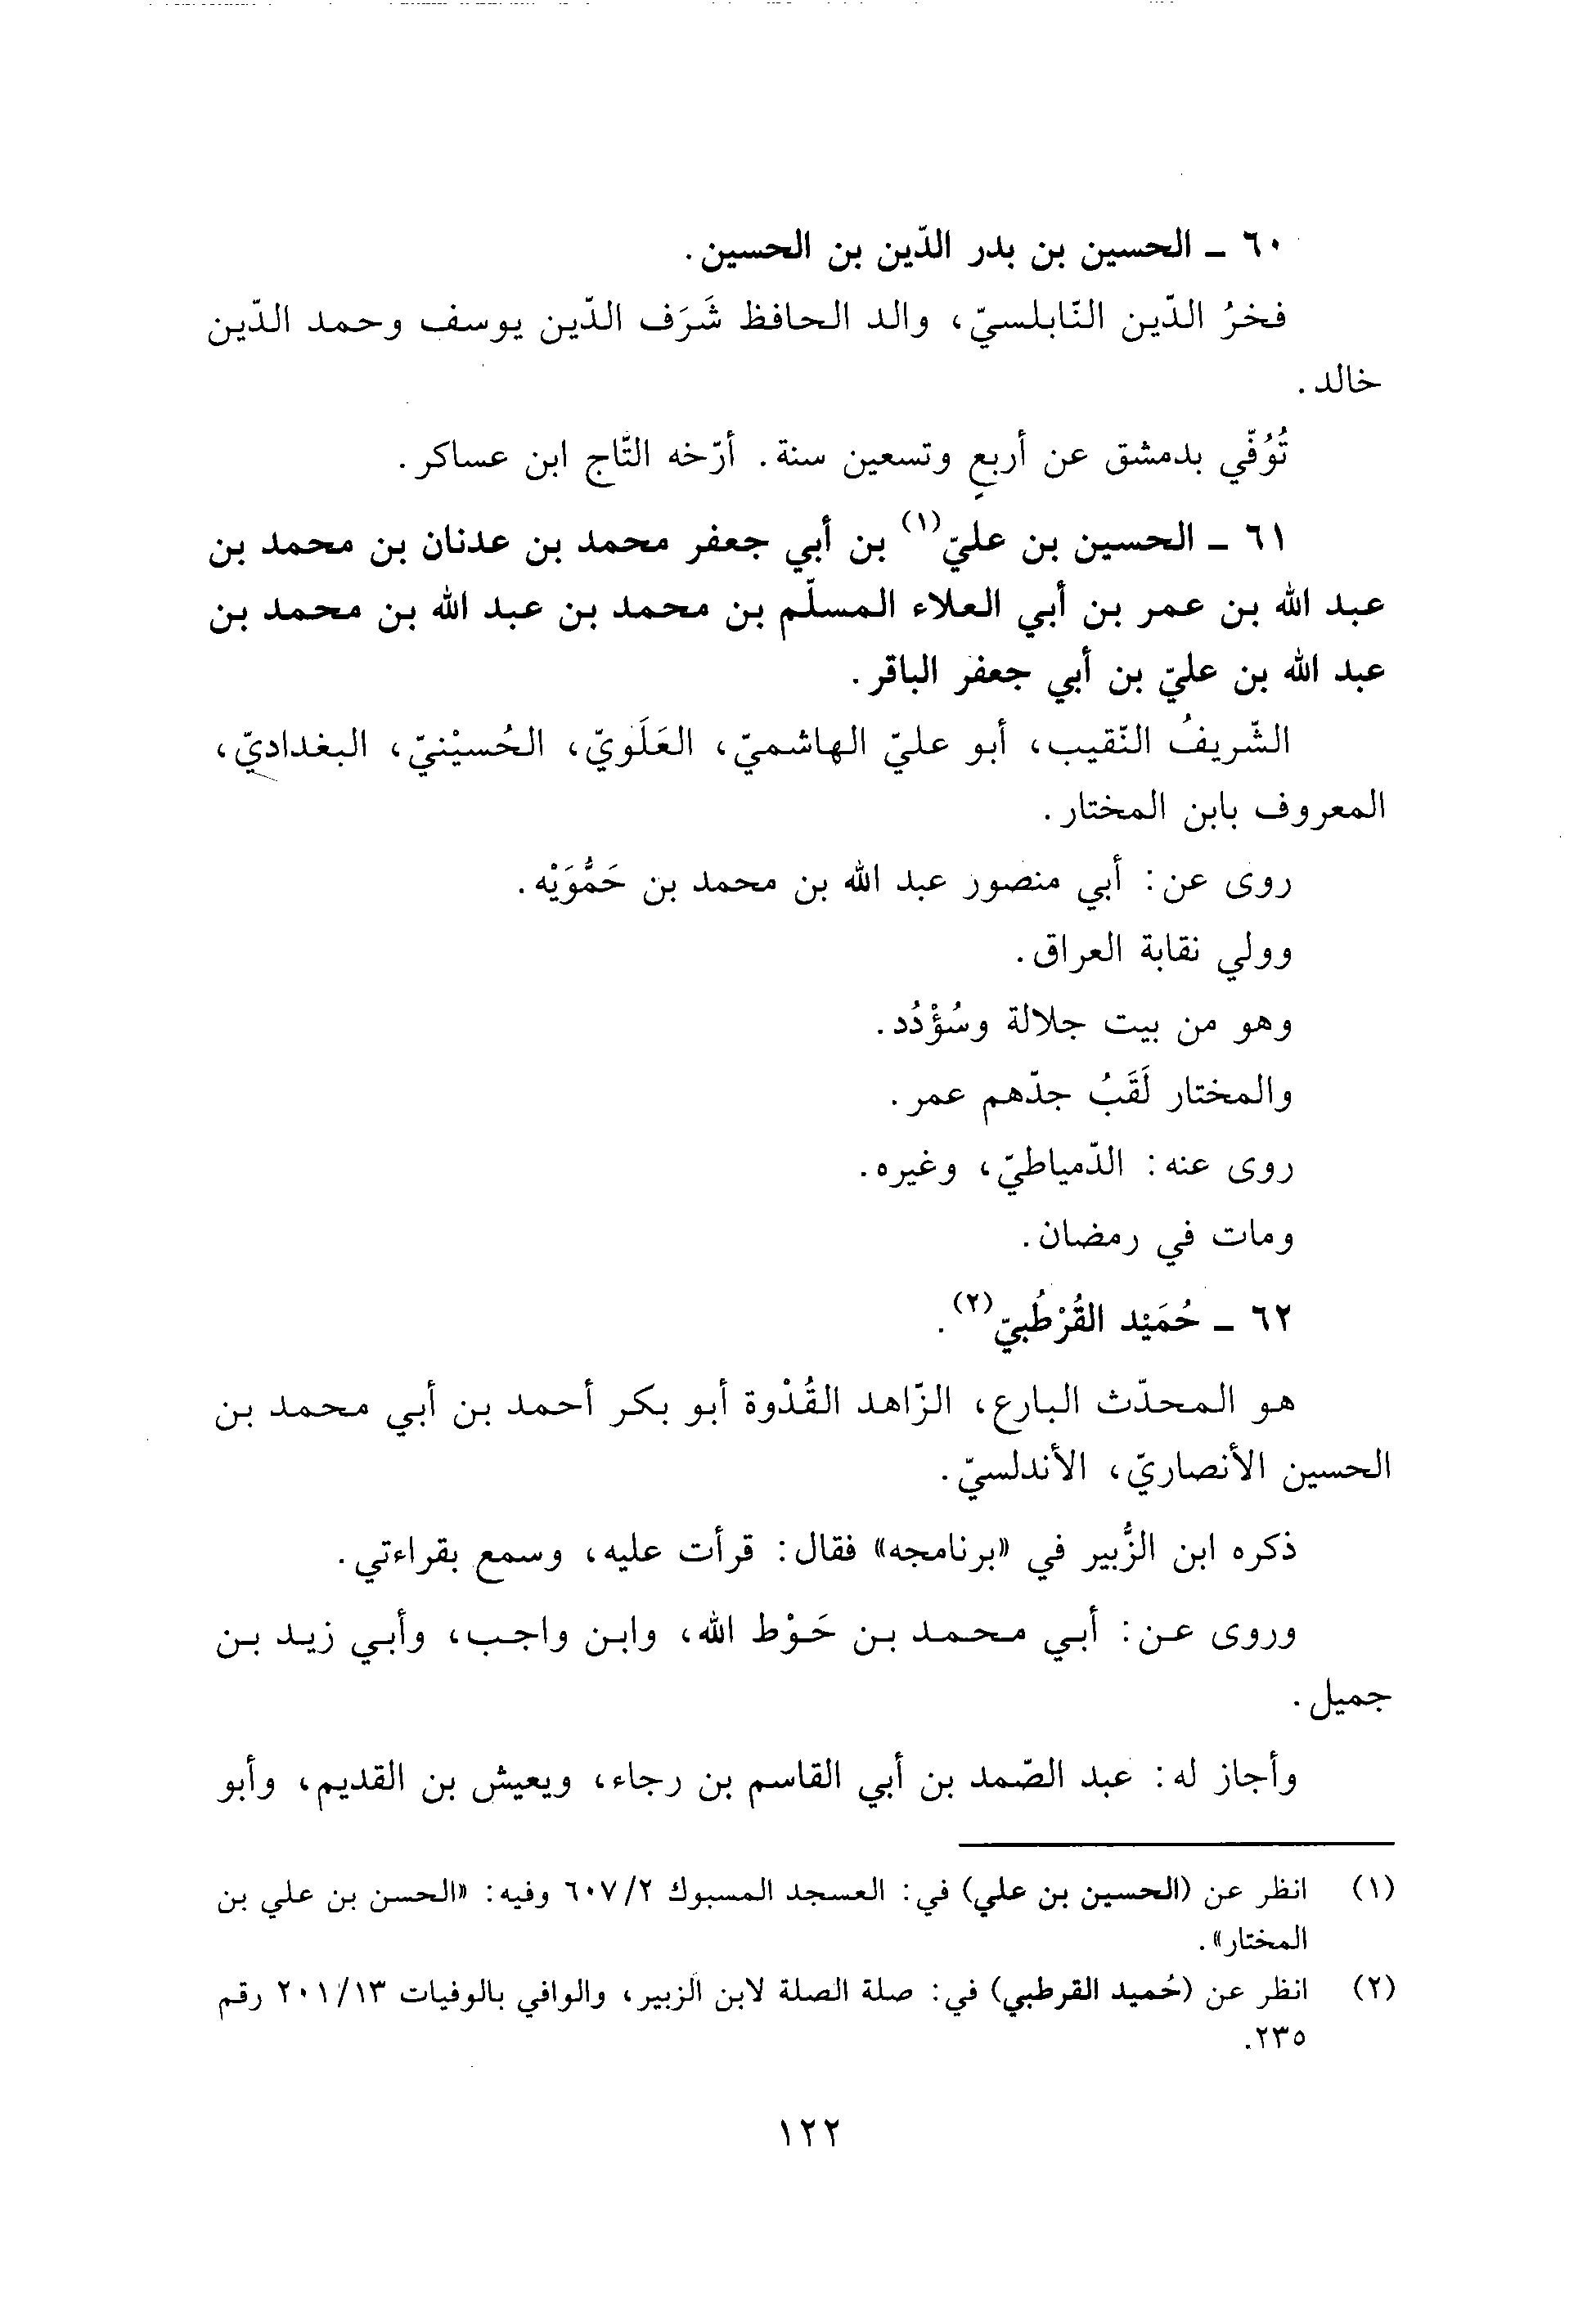 ٦٠ ـ الحسين بن بدر الدّين بن الحسين.
فخرُ الدّين النّابلسيّ، والد الحافظ شَرَف الدّين يوسف وحمد الدّين
خالد.
تُوُفّي بدمشق عن أربعٍ وتسعين سنة. أرّخه التّاج ابن عساكر.
٦١ ـ الحسين بن عليّ(١) بن أبي جعفر محمد بن عدنان بن محمد بن
عبد الله بن عمر بن أبي العلاء المسلّم بن محمد بن عبد الله بن محمد بن
عبد الله بن عليّ بن أبي جعفر الباقر.
الشّريفُ النّقيب، أبو عليّ الهاشميّ، العَلَويّ، الحُسيْنيّ، البغداديّ،
المعروف بابن المختار.
روى عن: أبي منصور عبد الله بن محمد بن حَمُّوَيْه.
وولي نقابة العراق.
وهو من بيت جلالة وسُؤْدُد.
والمختار لَقَبُ جدّهم عمر.
روى عنه: الدّمياطيّ، وغيره.
ومات في رمضان.
٦٢ ـ حُمَيْد القُرْطُبيّ(٢).
هو المحدّث البارع، الزّاهد القُدْوة أبو بكر أحمد بن أبي محمد بن
الحسين الأنصاريّ، الأندلسيّ.
ذكره ابن الزُّبير في «برنامجه» فقال: قرأت عليه، وسمع بقراءتي.
وروى عن: أبي محمد بن حَوْط الله، وابن واجب، وأبي زيد بن
جميل.
وأجاز له: عبد الصّمد بن أبي القاسم بن رجاء، ويعيش بن القديم، وأبو
(١) انظر عن (الحسين بن علي) في: العسجد المسبوك ٦٠٧/٢ وفيه: «الحسن بن علي بن
المختار».
(٢) انظر عن (حُميد القرطبي) في: صلة الصلة لابن الزبير، والوافي بالوفيات ٢٠١/١٣ رقم
٢٣٥.
١٢٢